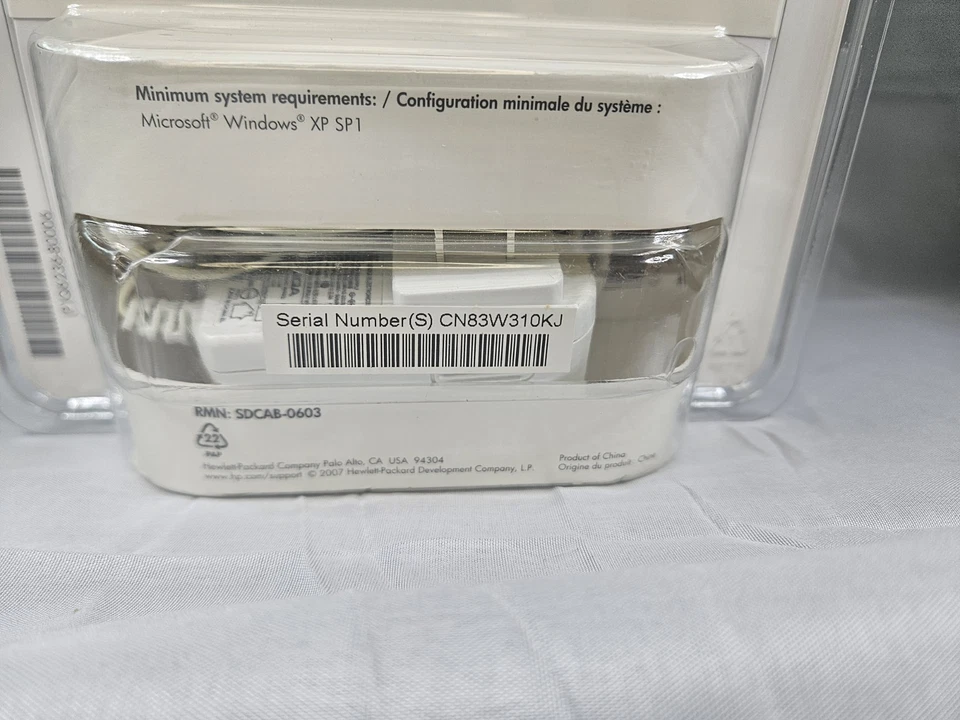 Minimum system requirements: / Configuration minimale du système :
Microsoft® Windows® XP SP1
Serial Number(S) CN83W310KJ
RMN: SDCAB-0603
22
PAP
Hewlett-Packard Company Palo Alto, CA USA 94304
www.hp.com/support © 2007 Hewlett-Packard Development Company, L.P.
Product of China
Origine du produit: Chine